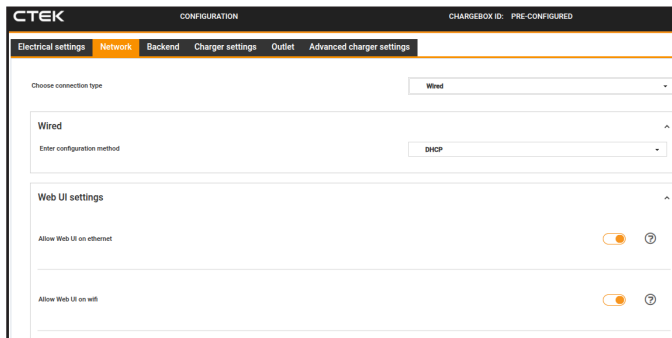 CTEK CONFIGURATION CHARGEBOX ID: PRE-CONFIGURED
Electrical settings Network Backend Charger settings Outlet Advanced charger settings
Choose connection type Wired
Wired
Enter configuration method DHCP
Web UI settings
Allow Web UI on ethernet ?
Allow Web UI on wifi ?